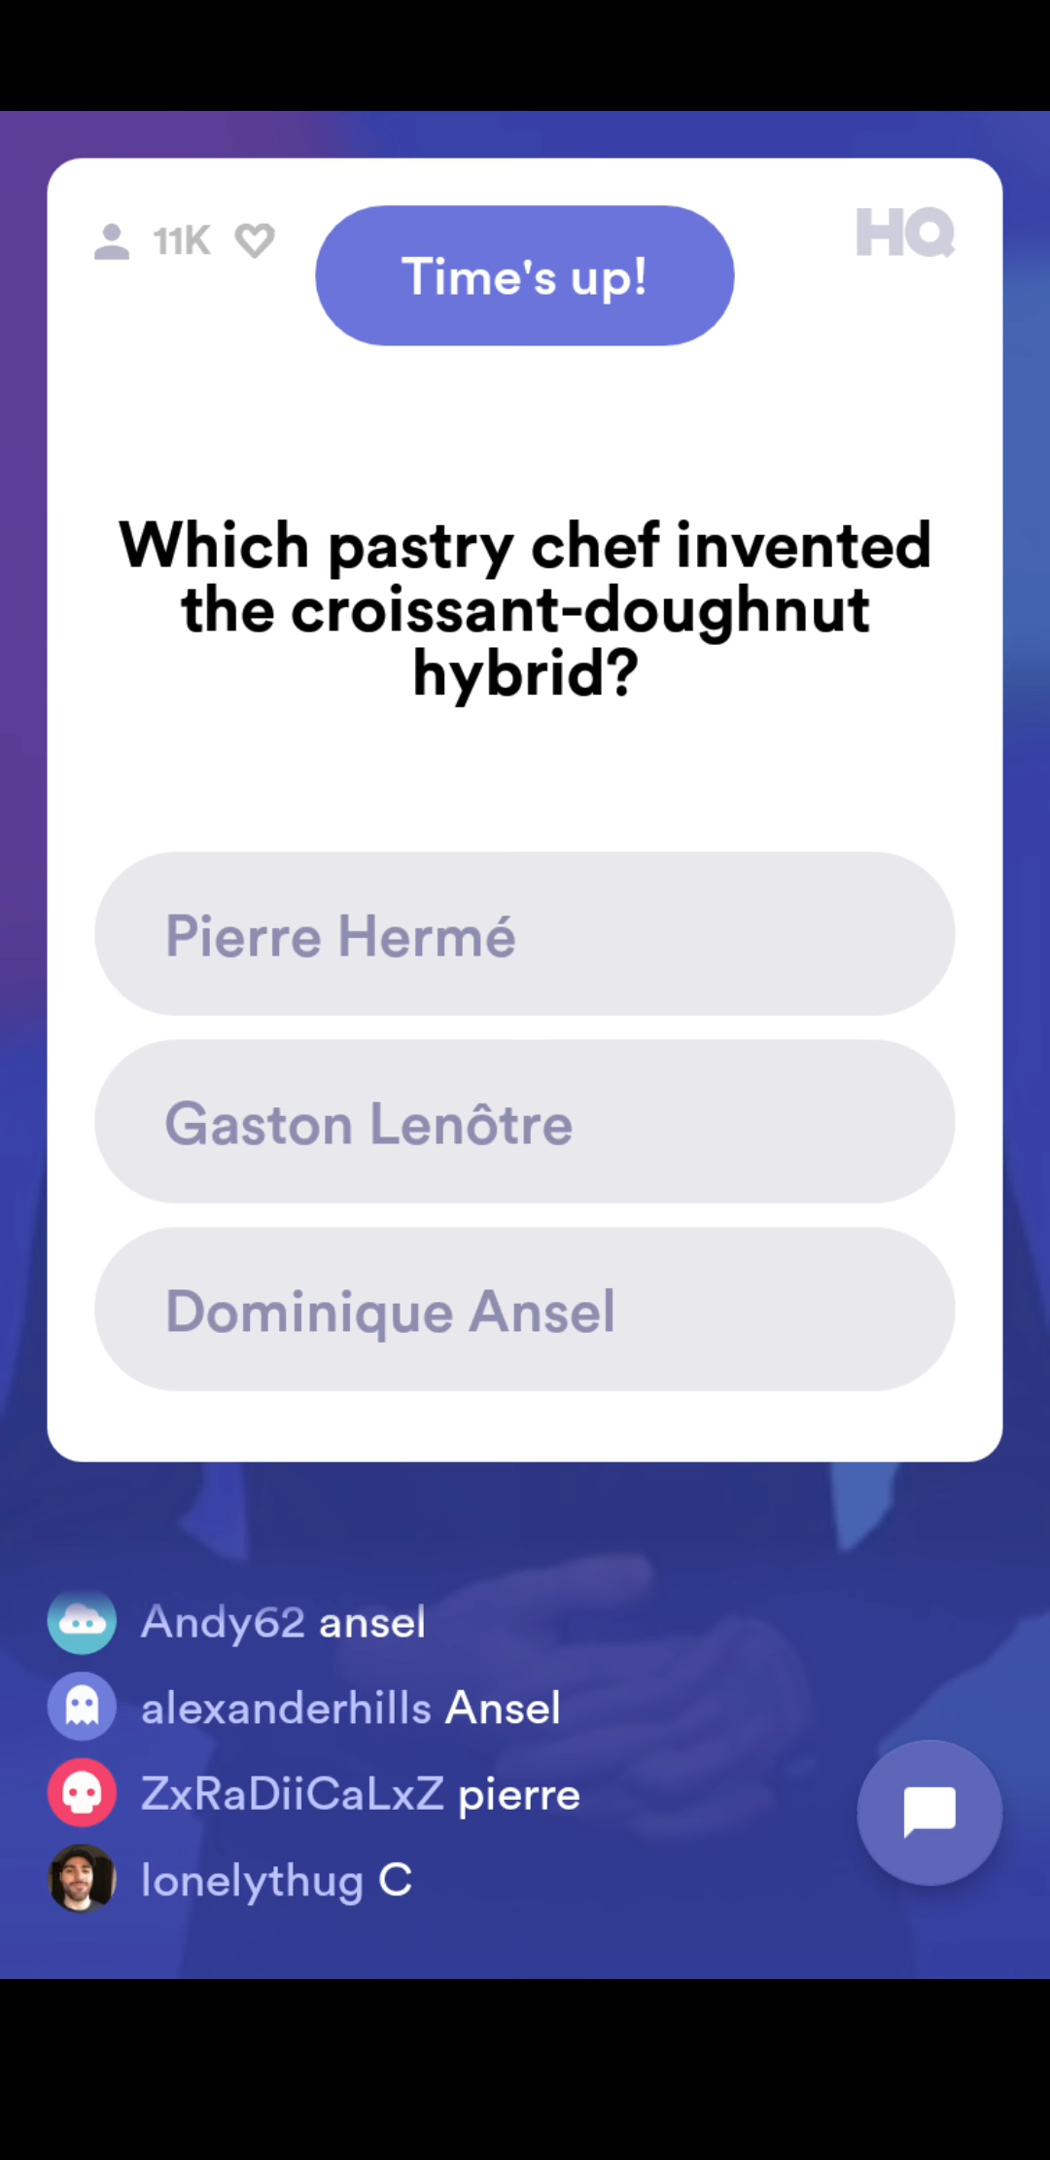 11K
Time's up!
HQ
Which pastry chef invented
the croissant-doughnut
hybrid?
Pierre Hermé
Gaston Lenôtre
Dominique Ansel
Andy62 ansel
alexanderhills Ansel
ZxRaDiiCaLxZ pierre
lonelythug C